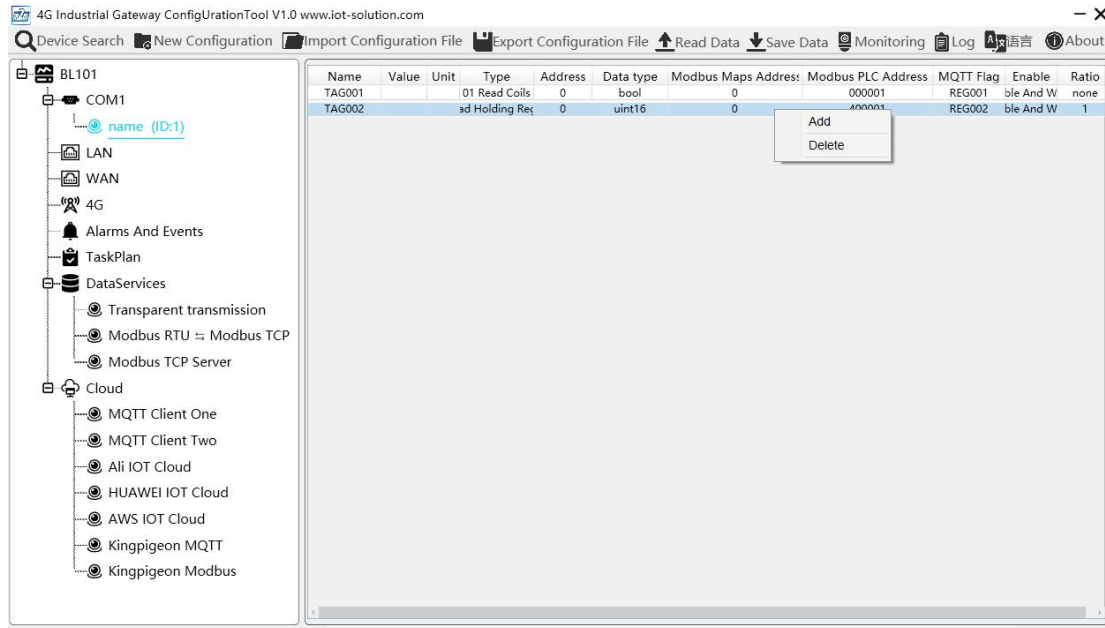 4G Industrial Gateway ConfigUrationTool V1.0 www.iot-solution.com
Device Search New Configuration Import Configuration File Export Configuration File Read Data Save Data Monitoring Log 语言 About
BL101
COM1
name (ID:1)
LAN
WAN
4G
Alarms And Events
TaskPlan
DataServices
Transparent transmission
Modbus RTU ⇆ Modbus TCP
Modbus TCP Server
Cloud
MQTT Client One
MQTT Client Two
Ali IOT Cloud
HUAWEI IOT Cloud
AWS IOT Cloud
Kingpigeon MQTT
Kingpigeon Modbus
Name Value Unit Type Address Data type Modbus Maps Address Modbus PLC Address MQTT Flag Enable Ratio
TAG001 01 Read Coils 0 bool 0 000001 REG001 ble And W none
TAG002 ad Holding Reg 0 uint16 0 400001 REG002 ble And W 1
Add
Delete